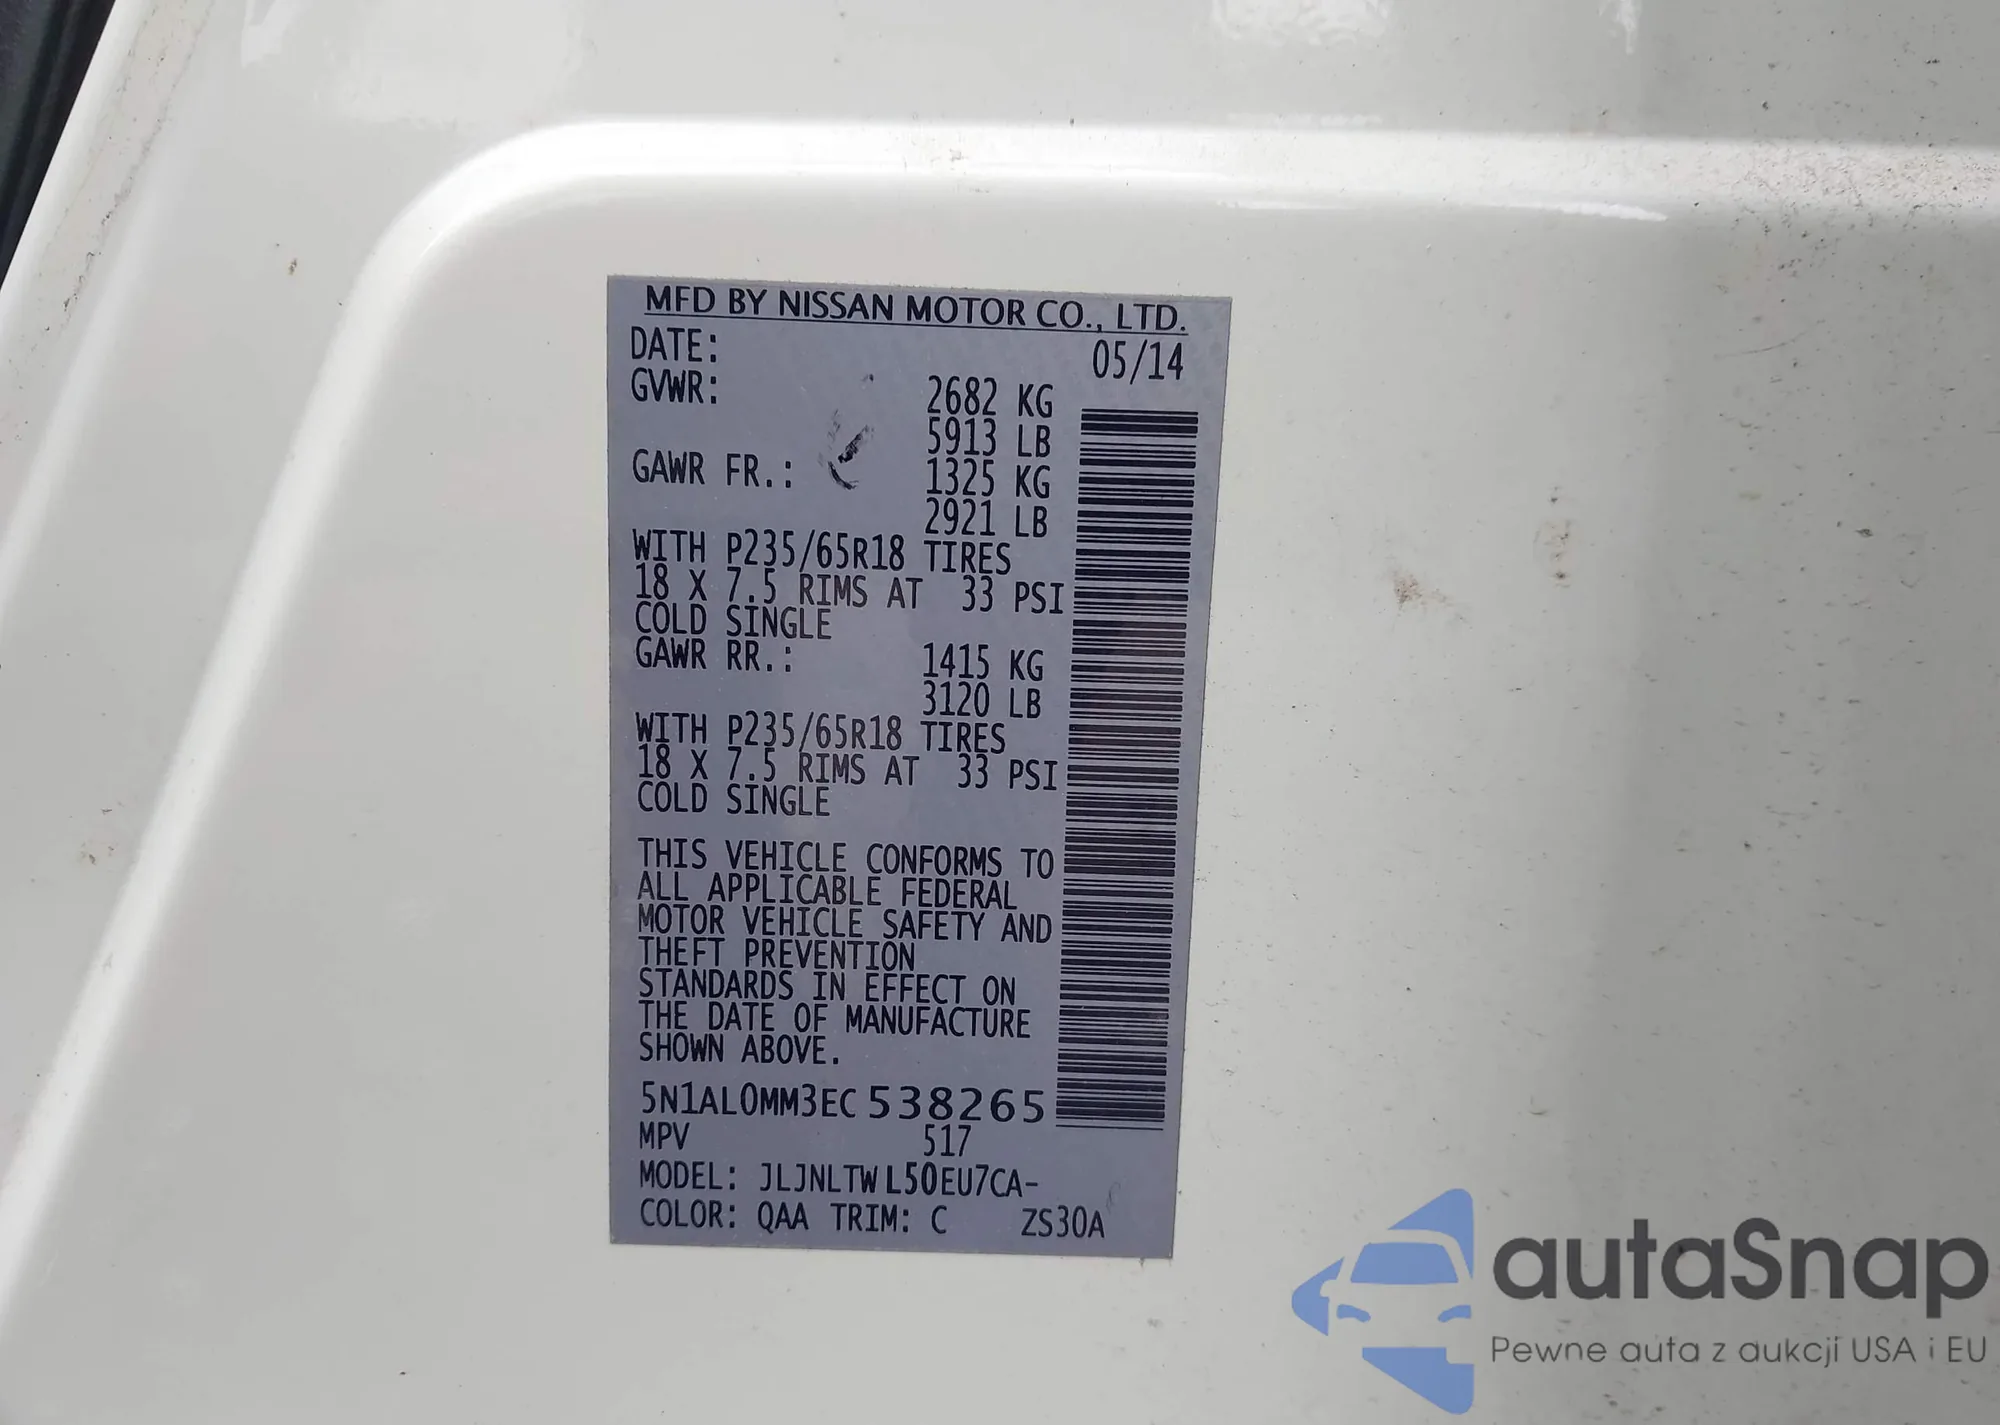 MFD BY NISSAN MOTOR CO., LTD.
DATE: 05/14
GVWR: 2682 KG
5913 LB
GAWR FR.: 1325 KG
2921 LB
WITH P235/65R18 TIRES
18 X 7.5 RIMS AT 33 PSI
COLD SINGLE
GAWR RR.: 1415 KG
3120 LB
WITH P235/65R18 TIRES
18 X 7.5 RIMS AT 33 PSI
COLD SINGLE
THIS VEHICLE CONFORMS TO
ALL APPLICABLE FEDERAL
MOTOR VEHICLE SAFETY AND
THEFT PREVENTION
STANDARDS IN EFFECT ON
THE DATE OF MANUFACTURE
SHOWN ABOVE.
5N1AL0MM3EC538265
MPV 517
MODEL: JLJNLTWL50EU7CA-
COLOR: QAA TRIM: C ZS30A
autaSnap
Pewne auta z aukcji USA i EU